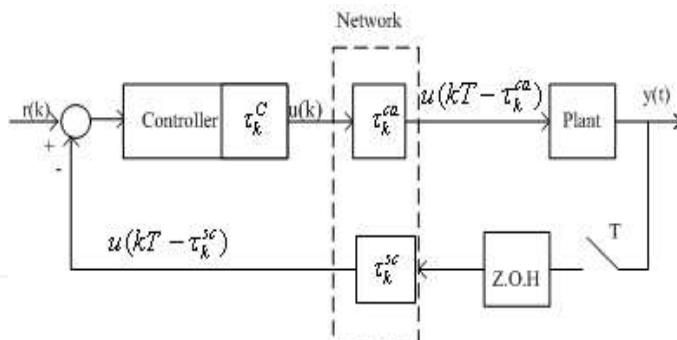 Network
r(k)
+
-
Controller
τ_k^C
u(k)
τ_k^{ca}
u(kT − τ_k^{ca})
Plant
y(t)
u(kT − τ_k^{sc})
τ_k^{sc}
Z.O.H
T